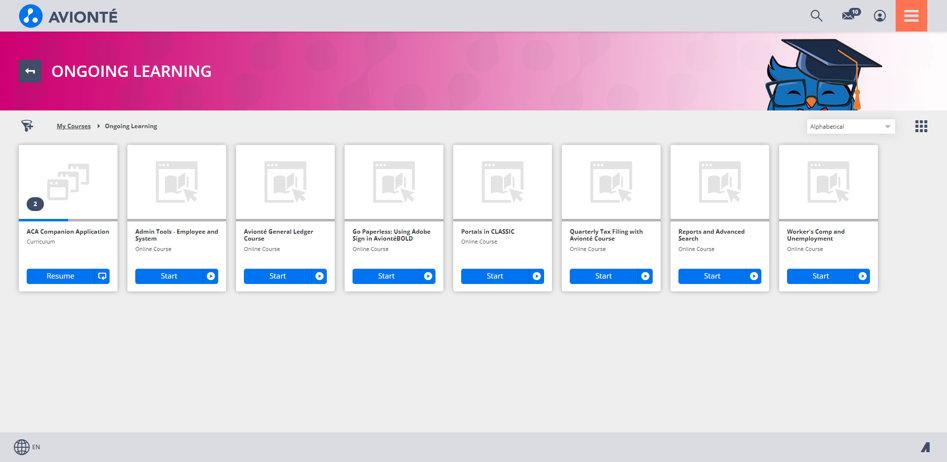 AVIONTÉ
10
ONGOING LEARNING
My Courses Ongoing Learning
Alphabetical
2
ACA Companion Application
Curriculum
Resume
Admin Tools - Employee and
System
Online Course
Start
Avionté General Ledger
Course
Online Course
Start
Go Paperless: Using Adobe
Sign in AviontéBOLD
Online Course
Start
Portals in CLASSIC
Online Course
Start
Quarterly Tax Filing with
Avionté Course
Online Course
Start
Reports and Advanced
Search
Online Course
Start
Worker's Comp and
Unemployment
Online Course
Start
EN